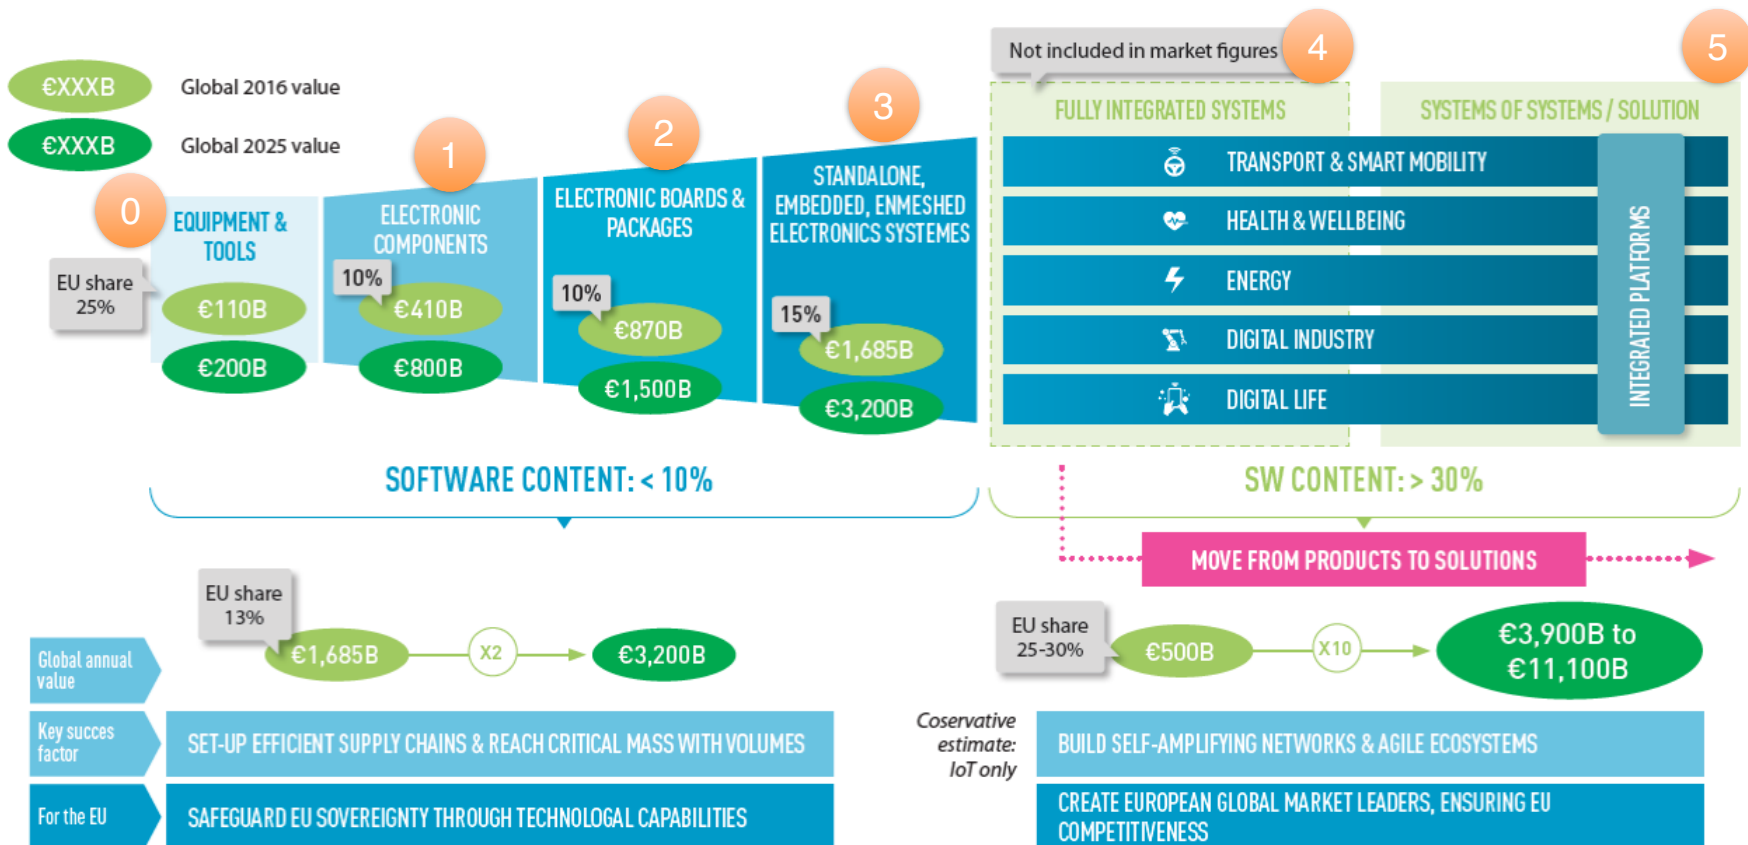 €XXXB
Global 2016 value
€XXXB
Global 2025 value
0
EQUIPMENT &
TOOLS
EU share
25%
€110B
€200B
1
ELECTRONIC
COMPONENTS
10%
€410B
€800B
2
ELECTRONIC BOARDS &
PACKAGES
10%
€870B
€1,500B
3
STANDALONE,
EMBEDDED, ENMESHED
ELECTRONICS SYSTEMES
15%
€1,685B
€3,200B
Not included in market figures
4
FULLY INTEGRATED SYSTEMS
5
SYSTEMS OF SYSTEMS / SOLUTION
TRANSPORT & SMART MOBILITY
HEALTH & WELLBEING
ENERGY
DIGITAL INDUSTRY
DIGITAL LIFE
INTEGRATED PLATFORMS
SOFTWARE CONTENT: < 10%
SW CONTENT: > 30%
MOVE FROM PRODUCTS TO SOLUTIONS
Global annual
value
EU share
13%
€1,685B
X2
€3,200B
EU share
25-30%
€500B
X10
€3,900B to
€11,100B
Key succes
factor
SET-UP EFFICIENT SUPPLY CHAINS & REACH CRITICAL MASS WITH VOLUMES
Coservative
estimate:
IoT only
BUILD SELF-AMPLIFYING NETWORKS & AGILE ECOSYSTEMS
For the EU
SAFEGUARD EU SOVEREIGNTY THROUGH TECHNOLOGAL CAPABILITIES
CREATE EUROPEAN GLOBAL MARKET LEADERS, ENSURING EU
COMPETITIVENESS